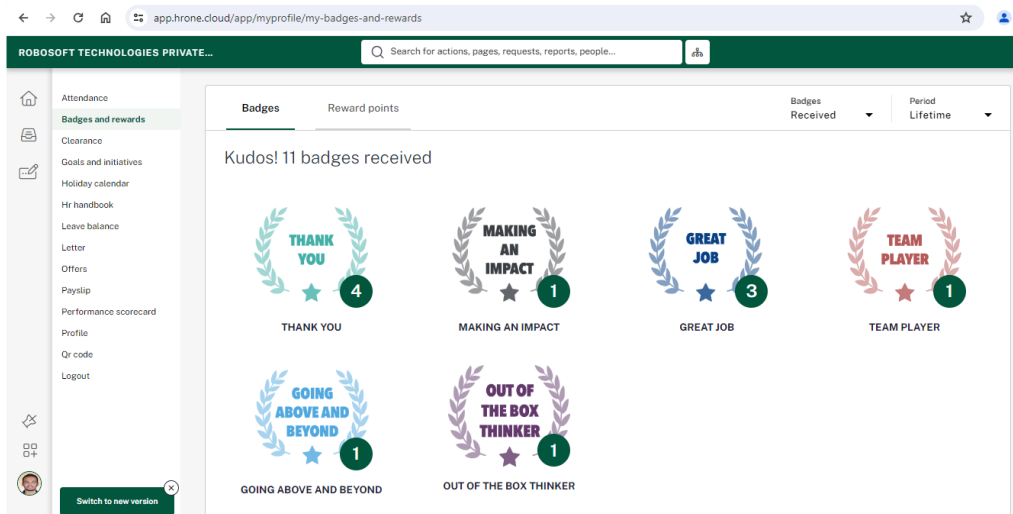 app.hrone.cloud/app/myprofile/my-badges-and-rewards
ROBOSOFT TECHNOLOGIES PRIVATE...
Search for actions, pages, requests, reports, people...
Attendance
Badges and rewards
Clearance
Goals and initiatives
Holiday calendar
Hr handbook
Leave balance
Letter
Offers
Payslip
Performance scorecard
Profile
Qr code
Logout
Switch to new version
Badges
Reward points
Badges
Received
Period
Lifetime
Kudos! 11 badges received
THANK
YOU
4
THANK YOU
MAKING
AN
IMPACT
1
MAKING AN IMPACT
GREAT
JOB
3
GREAT JOB
TEAM
PLAYER
1
TEAM PLAYER
GOING
ABOVE AND
BEYOND
1
GOING ABOVE AND BEYOND
OUT OF
THE BOX
THINKER
1
OUT OF THE BOX THINKER